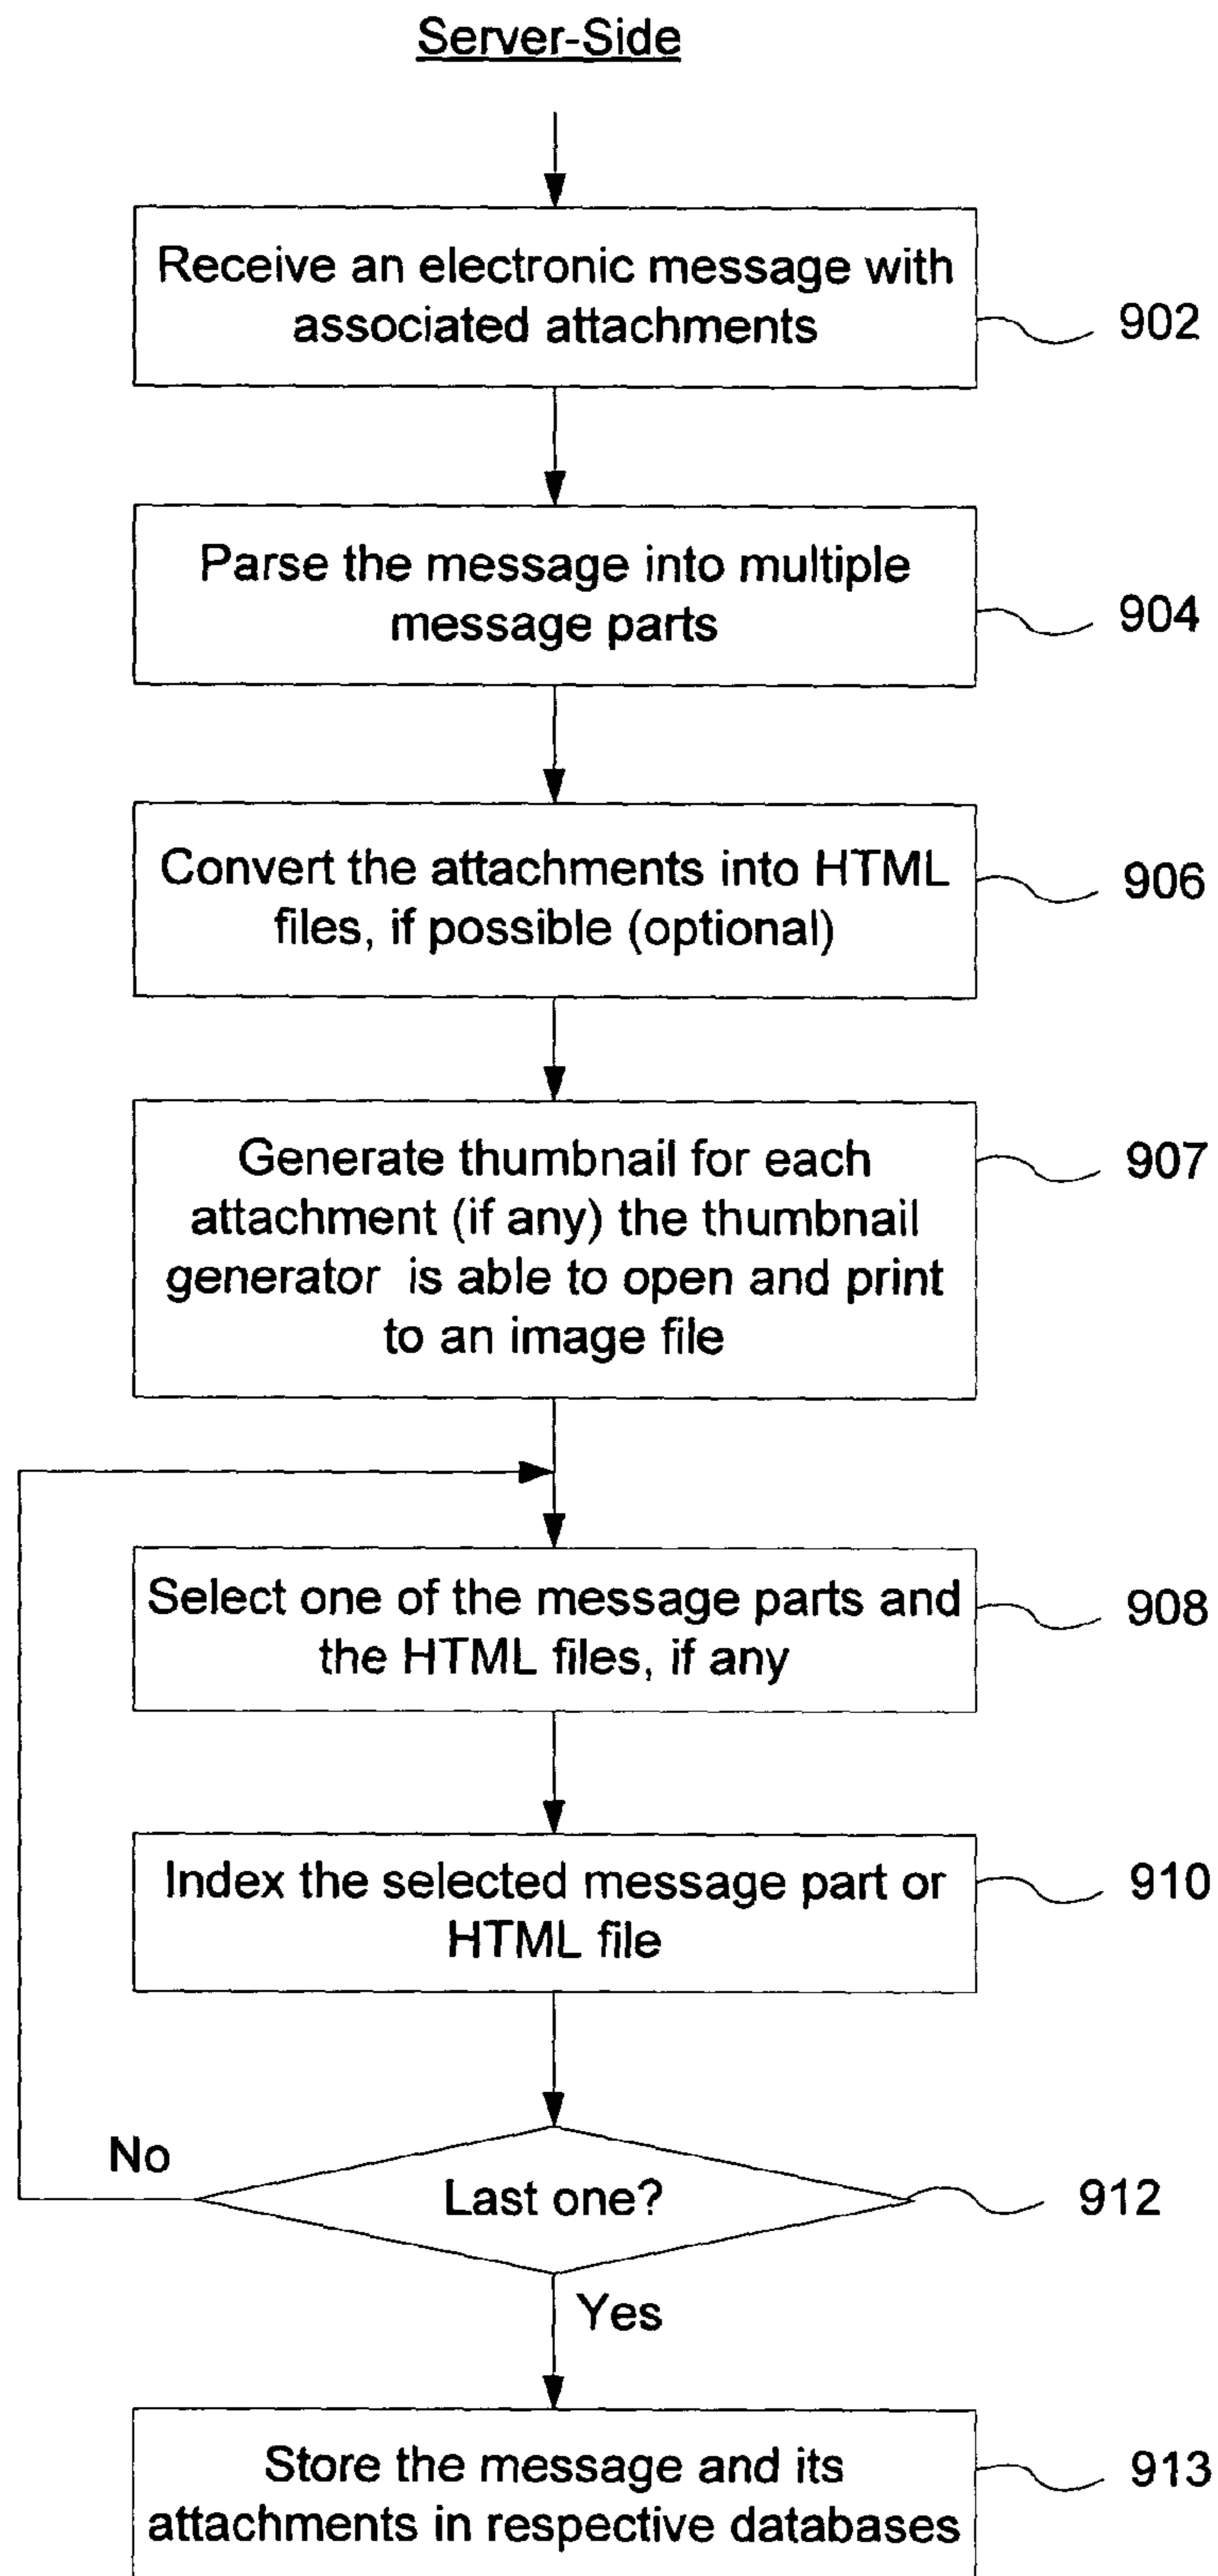 Server-Side
Receive an electronic message with
associated attachments
902
Parse the message into multiple
message parts
904
Convert the attachments into HTML
files, if possible (optional)
906
Generate thumbnail for each
attachment (if any) the thumbnail
generator is able to open and print
to an image file
907
Select one of the message parts and
the HTML files, if any
908
Index the selected message part or
HTML file
910
No
Last one?
912
Yes
Store the message and its
attachments in respective databases
913